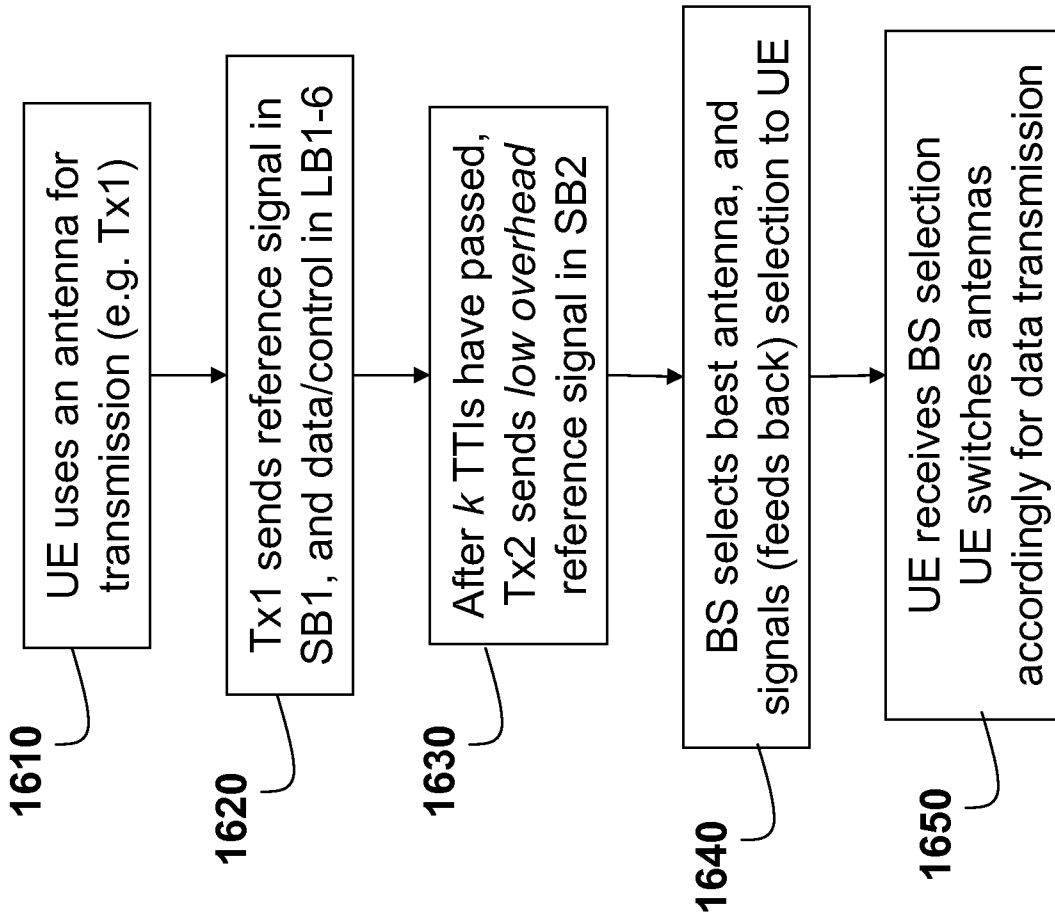 1610
UE uses an antenna for
transmission (e.g. Tx1)
1620
Tx1 sends reference signal in
SB1, and data/control in LB1-6
1630
After k TTIs have passed,
Tx2 sends low overhead
reference signal in SB2
1640
BS selects best antenna, and
signals (feeds back) selection to UE
1650
UE receives BS selection
UE switches antennas
accordingly for data transmission